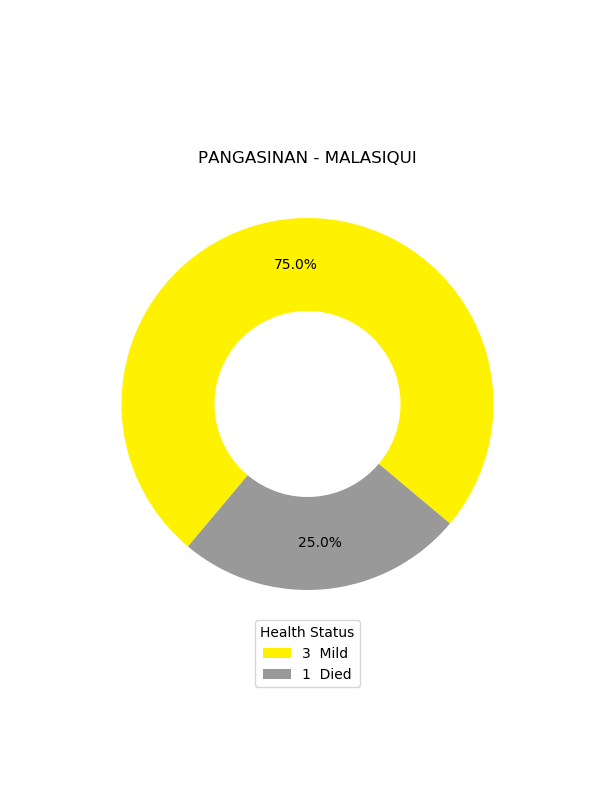 PANGASINAN - MALASIQUI
75.0%
25.0%
Health Status
3 Mild
1 Died